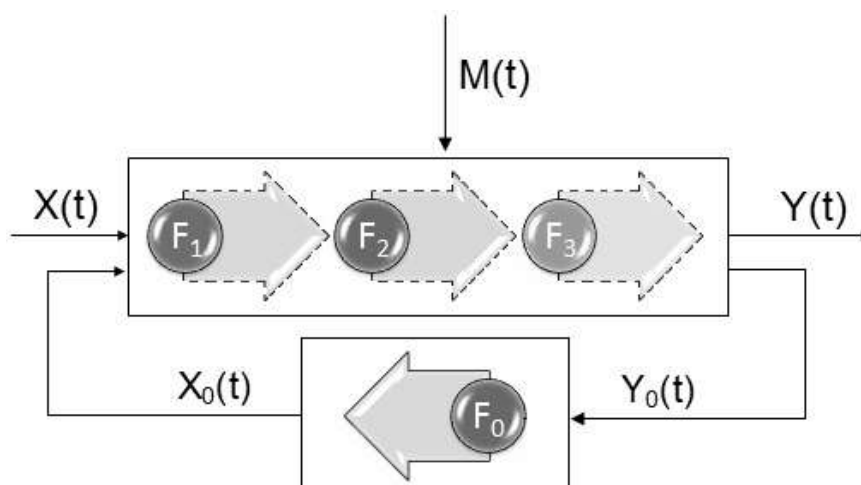 M(t)
X(t)
F₁
F₂
F₃
Y(t)
X₀(t)
F₀
Y₀(t)